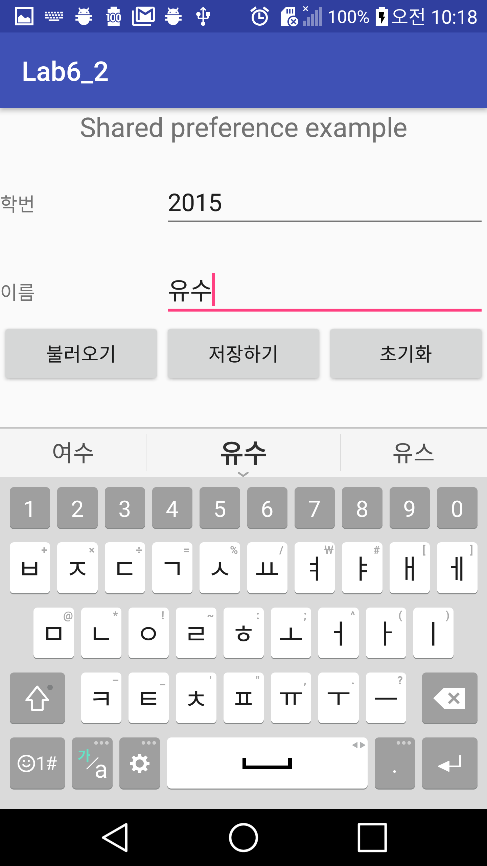 100% 오전 10:18
Lab6_2
Shared preference example
학번 2015
이름 유수
불러오기 저장하기 초기화
여수 유수 유스
1 2 3 4 5 6 7 8 9 0
+ × ÷ = % / ₩ # [ ]
ㅂ ㅈ ㄷ ㄱ ㅅ ㅛ ㅕ ㅑ ㅐ ㅔ
@ * ! ~ : ; ^ ( )
ㅁ ㄴ ㅇ ㄹ ㅎ ㅗ ㅓ ㅏ ㅣ
- _ ' " , . ?
ㅋ ㅌ ㅊ ㅍ ㅠ ㅜ ㅡ
1# 가/a .